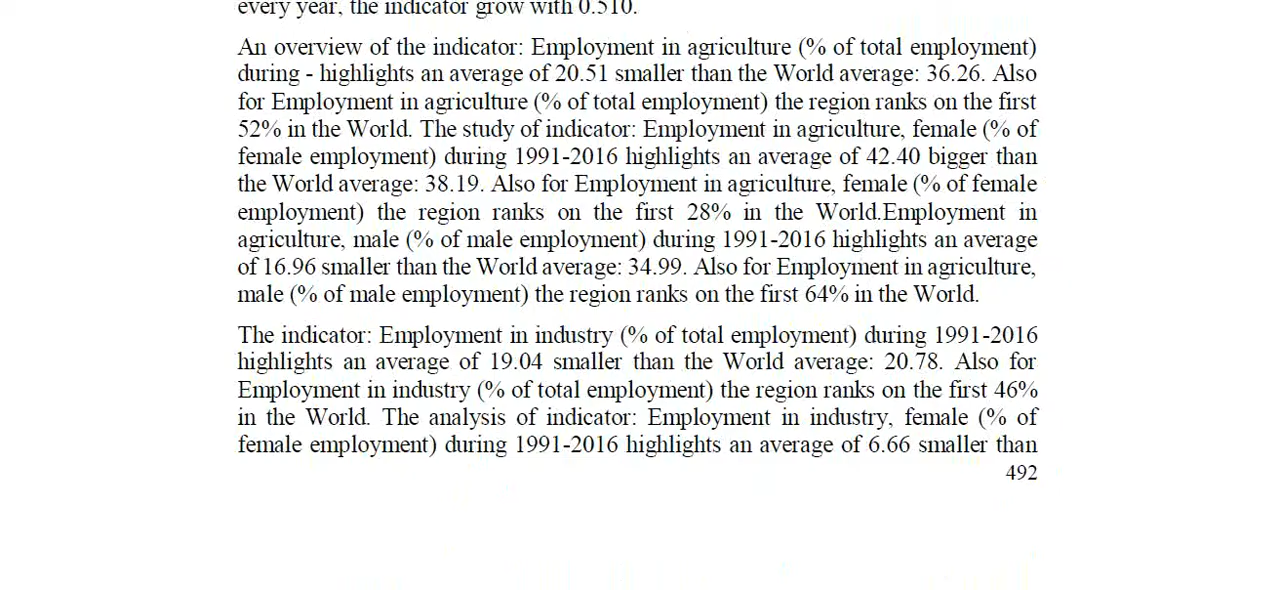 every year, the indicator grow with 0.510.
An overview of the indicator: Employment in agriculture (% of total employment)
during - highlights an average of 20.51 smaller than the World average: 36.26. Also
for Employment in agriculture (% of total employment) the region ranks on the first
52% in the World. The study of indicator: Employment in agriculture, female (% of
female employment) during 1991-2016 highlights an average of 42.40 bigger than
the World average: 38.19. Also for Employment in agriculture, female (% of female
employment) the region ranks on the first 28% in the World.Employment in
agriculture, male (% of male employment) during 1991-2016 highlights an average
of 16.96 smaller than the World average: 34.99. Also for Employment in agriculture,
male (% of male employment) the region ranks on the first 64% in the World.
The indicator: Employment in industry (% of total employment) during 1991-2016
highlights an average of 19.04 smaller than the World average: 20.78. Also for
Employment in industry (% of total employment) the region ranks on the first 46%
in the World. The analysis of indicator: Employment in industry, female (% of
female employment) during 1991-2016 highlights an average of 6.66 smaller than
492